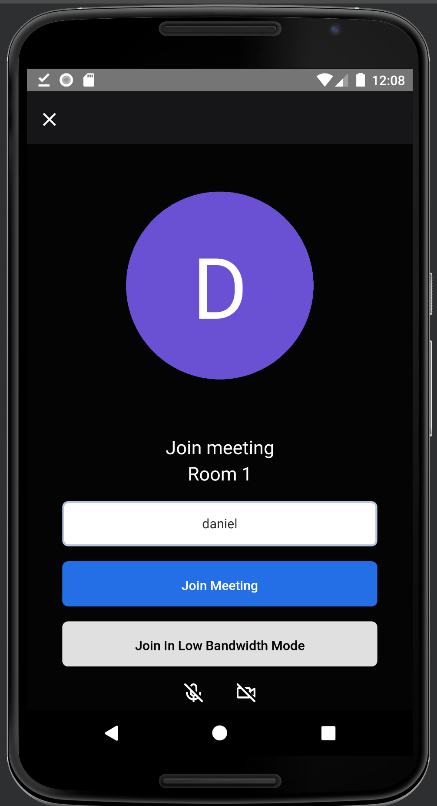 12:08
D
Join meeting
Room 1
daniel
Join Meeting
Join In Low Bandwidth Mode